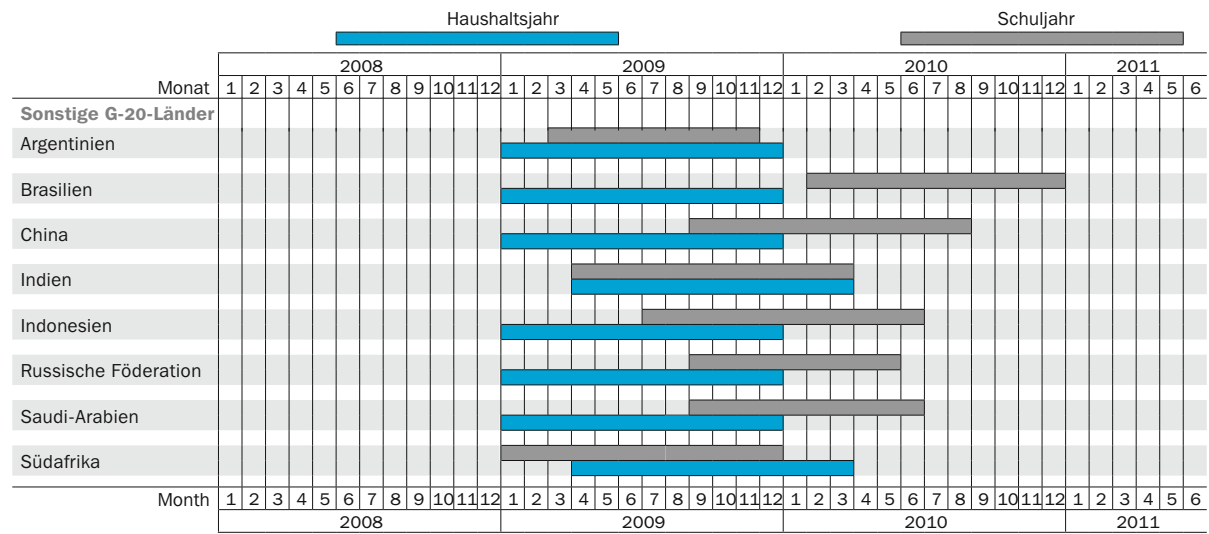 Haushaltsjahr Schuljahr
2008 2009 2010 2011
Monat 1 2 3 4 5 6 7 8 9 10 11 12 1 2 3 4 5 6 7 8 9 10 11 12 1 2 3 4 5 6 7 8 9 10 11 12 1 2 3 4 5 6
Sonstige G-20-Länder
Argentinien
Brasilien
China
Indien
Indonesien
Russische Föderation
Saudi-Arabien
Südafrika
Month 1 2 3 4 5 6 7 8 9 10 11 12 1 2 3 4 5 6 7 8 9 10 11 12 1 2 3 4 5 6 7 8 9 10 11 12 1 2 3 4 5 6
2008 2009 2010 2011